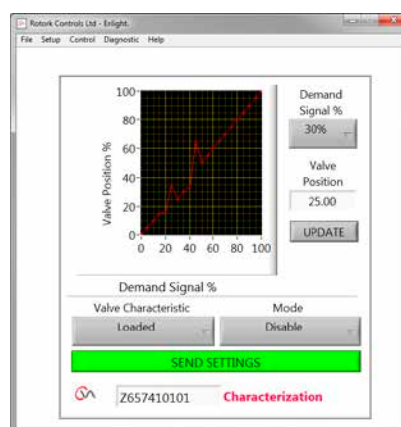 Rotork Controls Ltd - Enlight.
File Setup Control Diagnostic Help
Demand
Signal %
30%
Valve
Position
25.00
UPDATE
Valve Position %
100
80
60
40
20
0
0 20 40 60 80 100
Demand Signal %
Valve Characteristic Mode
Loaded Disable
SEND SETTINGS
Z657410101 Characterization